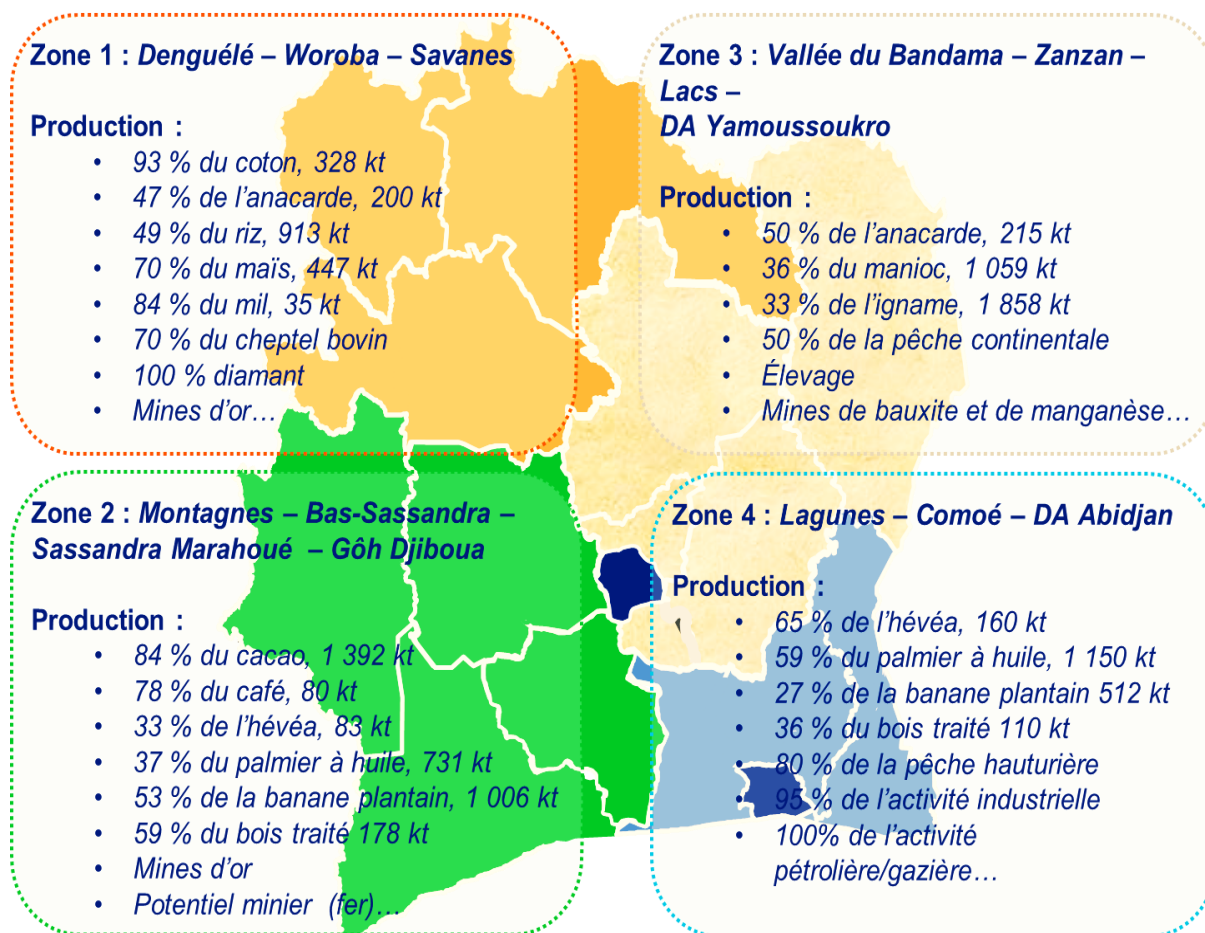 Zone 1 : Denguélé – Woroba – Savanes
Production :
• 93 % du coton, 328 kt
• 47 % de l’anacarde, 200 kt
• 49 % du riz, 913 kt
• 70 % du maïs, 447 kt
• 84 % du mil, 35 kt
• 70 % du cheptel bovin
• 100 % diamant
• Mines d’or…
Zone 3 : Vallée du Bandama – Zanzan –
Lacs –
DA Yamoussoukro
Production :
• 50 % de l’anacarde, 215 kt
• 36 % du manioc, 1 059 kt
• 33 % de l’igname, 1 858 kt
• 50 % de la pêche continentale
• Élevage
• Mines de bauxite et de manganèse…
Zone 2 : Montagnes – Bas-Sassandra –
Sassandra Marahoué – Gôh Djiboua
Production :
• 84 % du cacao, 1 392 kt
• 78 % du café, 80 kt
• 33 % de l’hévéa, 83 kt
• 37 % du palmier à huile, 731 kt
• 53 % de la banane plantain, 1 006 kt
• 59 % du bois traité 178 kt
• Mines d’or
• Potentiel minier (fer)…
Zone 4 : Lagunes – Comoé – DA Abidjan
Production :
• 65 % de l’hévéa, 160 kt
• 59 % du palmier à huile, 1 150 kt
• 27 % de la banane plantain 512 kt
• 36 % du bois traité 110 kt
• 80 % de la pêche hauturière
• 95 % de l’activité industrielle
• 100% de l’activité
pétrolière/gazière…